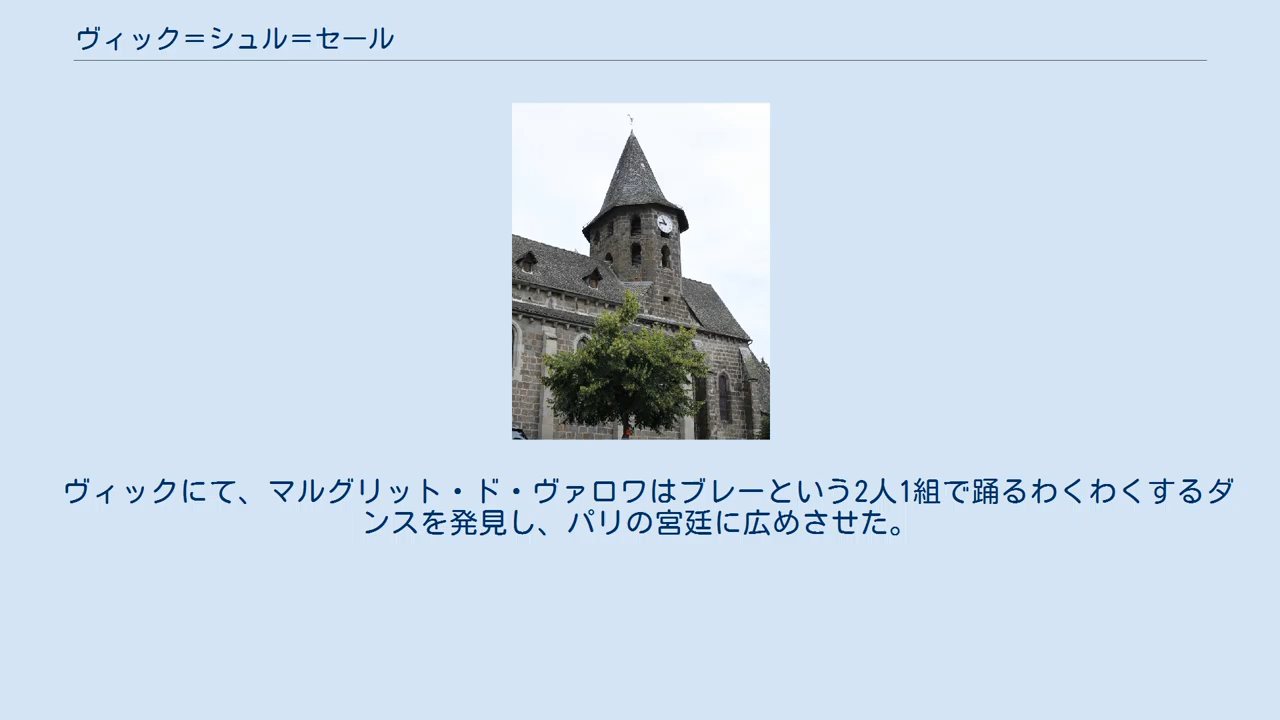 ヴィック＝シュル＝セール
ヴィックにて、マルグリット・ド・ヴァロワはブレーという2人1組で踊るわくわくするダ
ンスを発見し、パリの宮廷に広めさせた。